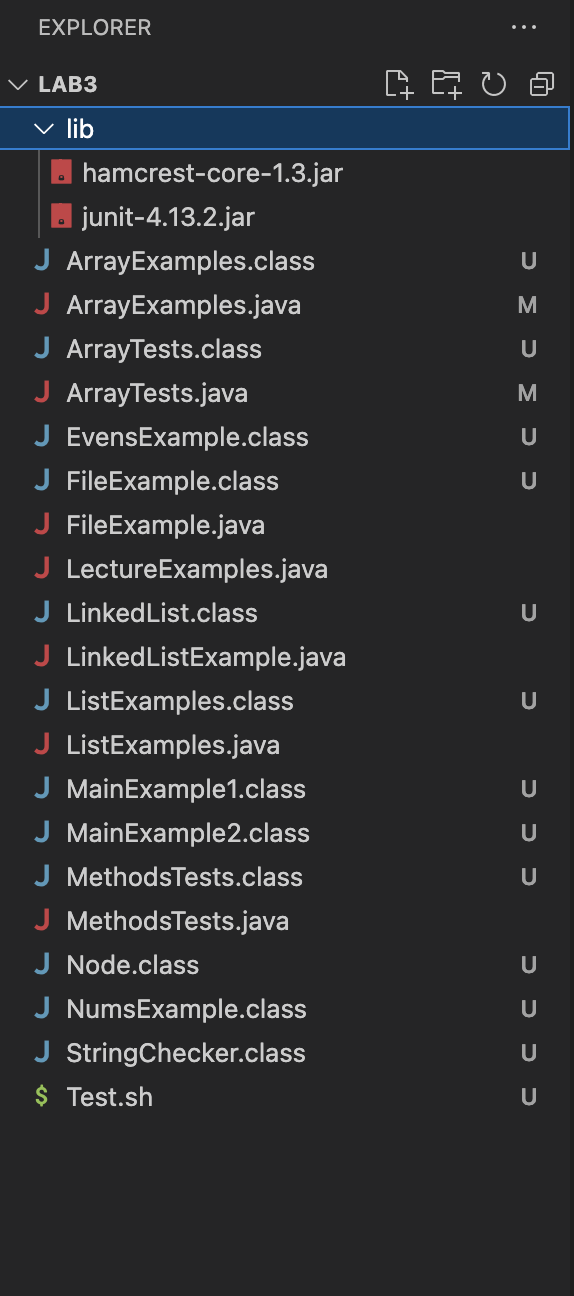 EXPLORER
LAB3
lib
hamcrest-core-1.3.jar
junit-4.13.2.jar
ArrayExamples.class U
ArrayExamples.java M
ArrayTests.class U
ArrayTests.java M
EvensExample.class U
FileExample.class U
FileExample.java
LectureExamples.java
LinkedList.class U
LinkedListExample.java
ListExamples.class U
ListExamples.java
MainExample1.class U
MainExample2.class U
MethodsTests.class U
MethodsTests.java
Node.class U
NumsExample.class U
StringChecker.class U
$ Test.sh U